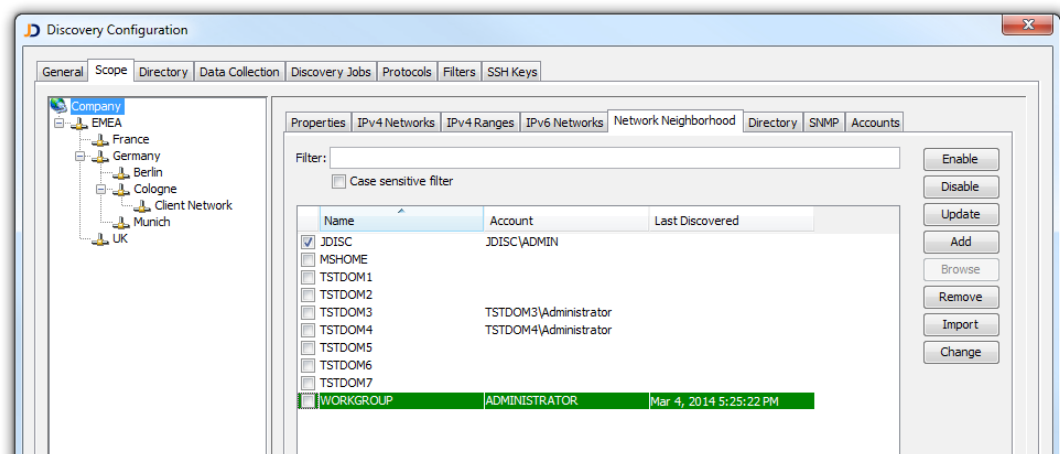 Discovery Configuration
x
General Scope Directory Data Collection Discovery Jobs Protocols Filters SSH Keys
Company
EMEA
France
Germany
Berlin
Cologne
Client Network
Munich
UK
Properties IPv4 Networks IPv4 Ranges IPv6 Networks Network Neighborhood Directory SNMP Accounts
Filter:
Case sensitive filter
Name Account Last Discovered
JDISC JDISC\ADMIN
MSHOME
TSTDOM1
TSTDOM2
TSTDOM3 TSTDOM3\Administrator
TSTDOM4 TSTDOM4\Administrator
TSTDOM5
TSTDOM6
TSTDOM7
WORKGROUP ADMINISTRATOR Mar 4, 2014 5:25:22 PM
Enable
Disable
Update
Add
Browse
Remove
Import
Change